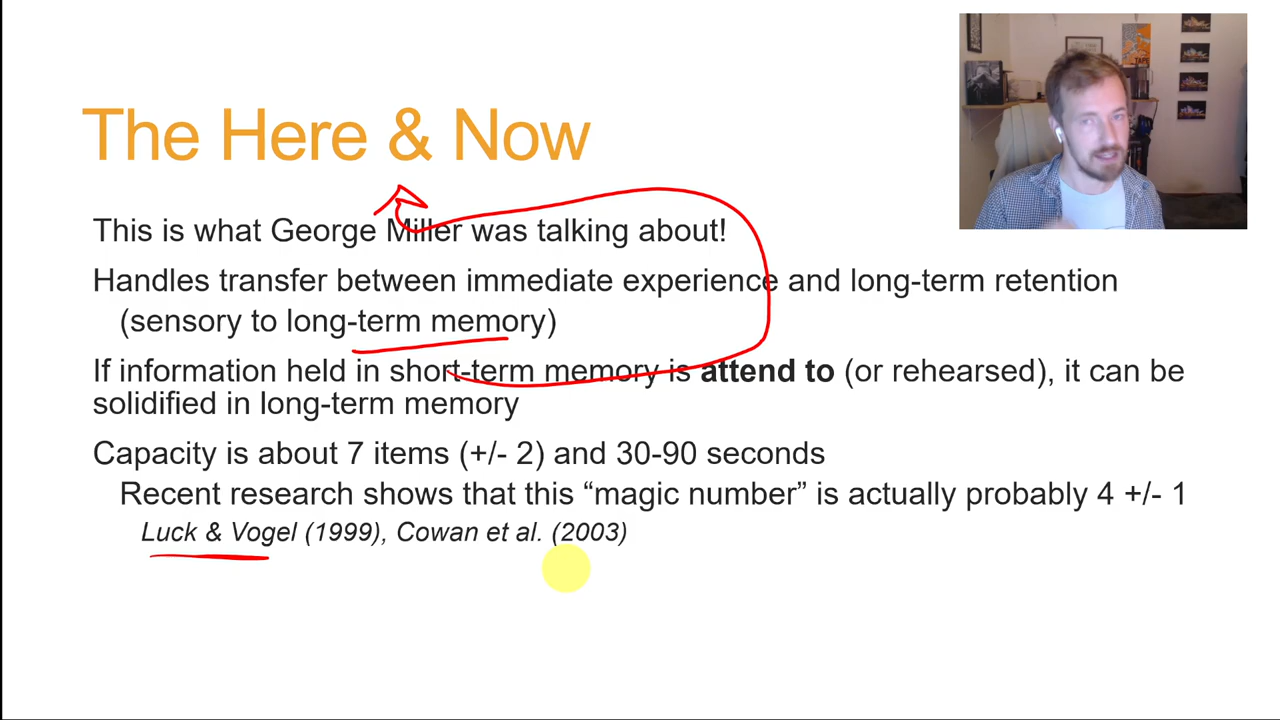 The Here & Now
This is what George Miller was talking about!
Handles transfer between immediate experience and long-term retention
(sensory to long-term memory)
If information held in short-term memory is attend to (or rehearsed), it can be
solidified in long-term memory
Capacity is about 7 items (+/- 2) and 30-90 seconds
Recent research shows that this “magic number” is actually probably 4 +/- 1
Luck & Vogel (1999), Cowan et al. (2003)